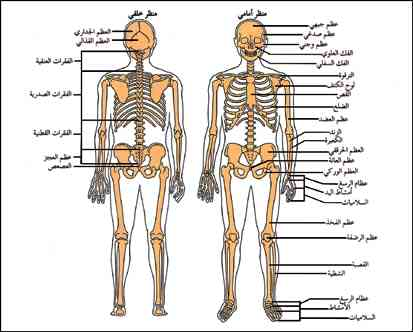 منظر أمامي
عظم جبهي
عظم صدغي
عظم وجني
الفك العلوي
الفك السفلي
الترقوة
لوح الكتف
القص
الضلع
عظم العضد
الزند
الكعبرة
العظم الحرقفي
عظم العانة
العظم الوركي
عظام الرسغ
أمشاط اليد
السلاميات
عظم الفخذ
عظم الرضفة
القصبة
الشظية
عظام الرسغ
الأمشاط
السلاميات
منظر خلفي
العظم الجداري
العظم القذالي
الفقرات العنقية
الفقرات الصدرية
الفقرات القطنية
عظم العجز
العصعص